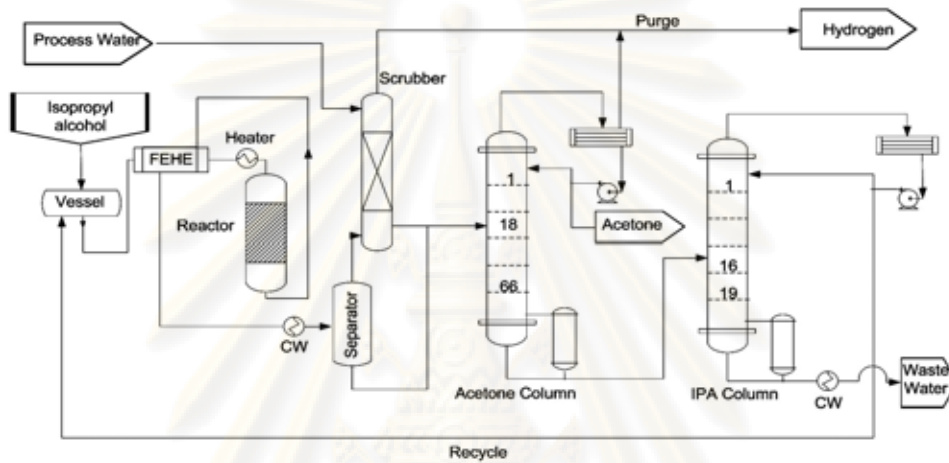 Purge
Process Water
Hydrogen
Scrubber
Isopropyl
alcohol
FEHE
Heater
Vessel
Reactor
1
18
66
Acetone
1
16
19
Separator
CW
Acetone Column
IPA Column
CW
Waste
Water
Recycle